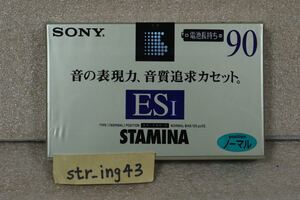 SONY
電池長持ち
90
音の表現力、音質追求カセット。
ES I
STAMINA
ノーマル
str_ing43